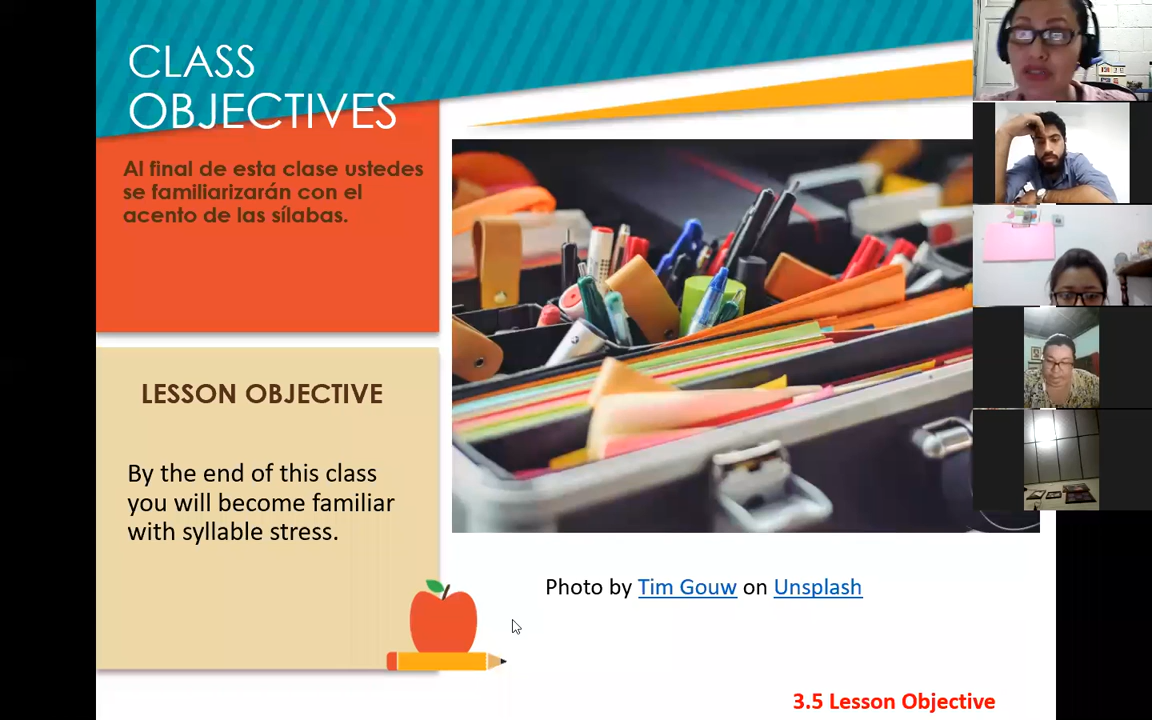 CLASS
OBJECTIVES
Al final de esta clase ustedes
se familiarizarán con el
acento de las sílabas.
LESSON OBJECTIVE
By the end of this class
you will become familiar
with syllable stress.
Photo by Tim Gouw on Unsplash
3.5 Lesson Objective